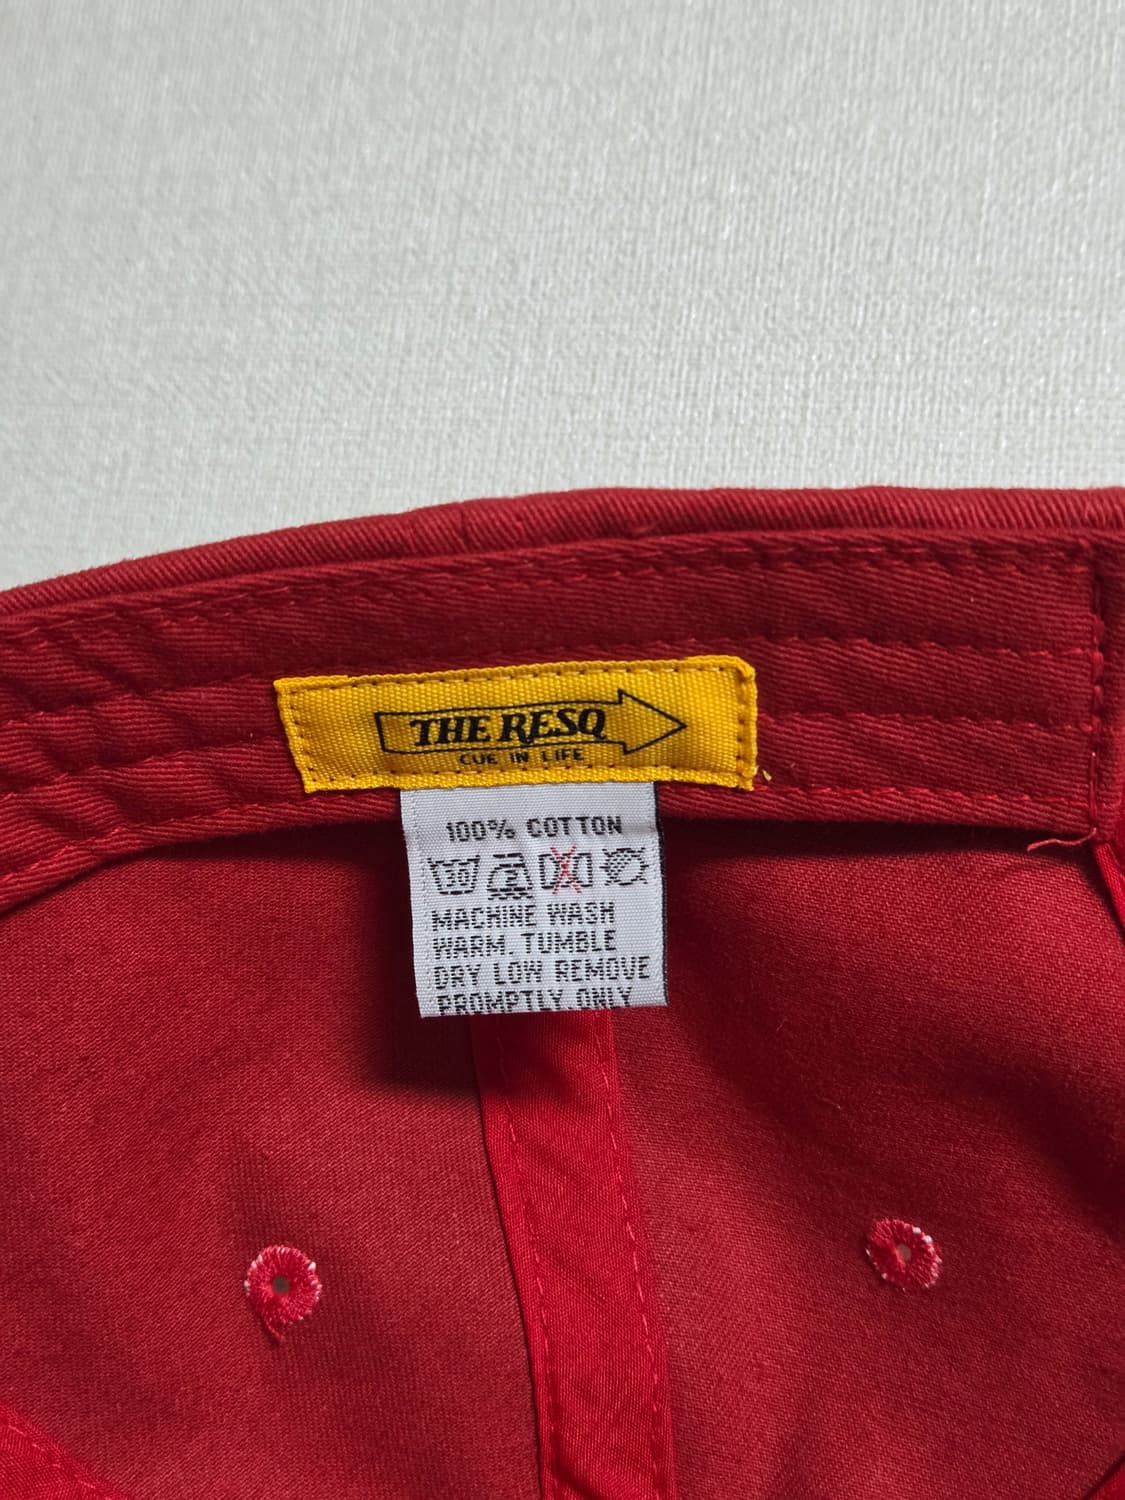 THE RESQ
CUE IN LIFE
100% COTTON
30
MACHINE WASH
WARM. TUMBLE
DRY LOW REMOVE
PROMPTLY. ONLY